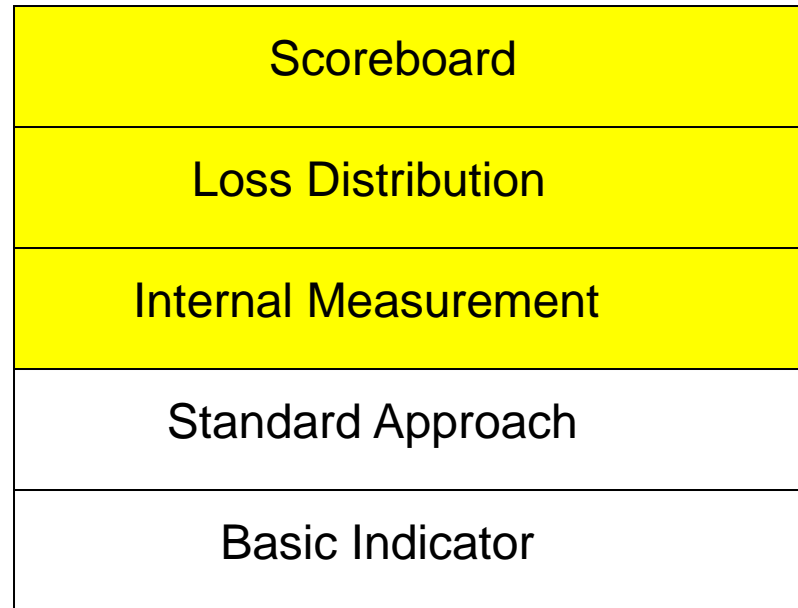 Scoreboard
Loss Distribution
Internal Measurement
Standard Approach
Basic Indicator